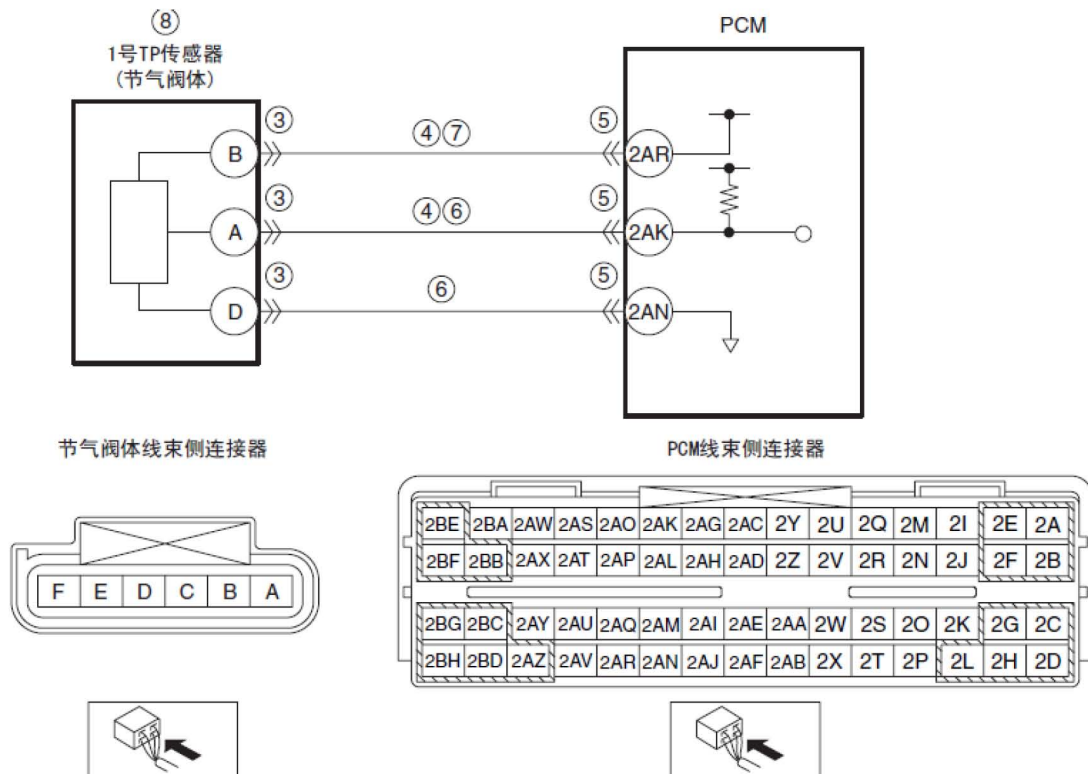 ⑧
1号TP传感器
(节气阀体)
PCM
B ③ ④⑦ ⑤ 2AR
A ③ ④⑥ ⑤ 2AK
D ③ ⑥ ⑤ 2AN
节气阀体线束侧连接器
PCM线束侧连接器
F E D C B A
2BE 2BA 2AW 2AS 2AO 2AK 2AG 2AC 2Y 2U 2Q 2M 2I 2E 2A
2BF 2BB 2AX 2AT 2AP 2AL 2AH 2AD 2Z 2V 2R 2N 2J 2F 2B
2BG 2BC 2AY 2AU 2AQ 2AM 2AI 2AE 2AA 2W 2S 2O 2K 2G 2C
2BH 2BD 2AZ 2AV 2AR 2AN 2AJ 2AF 2AB 2X 2T 2P 2L 2H 2D